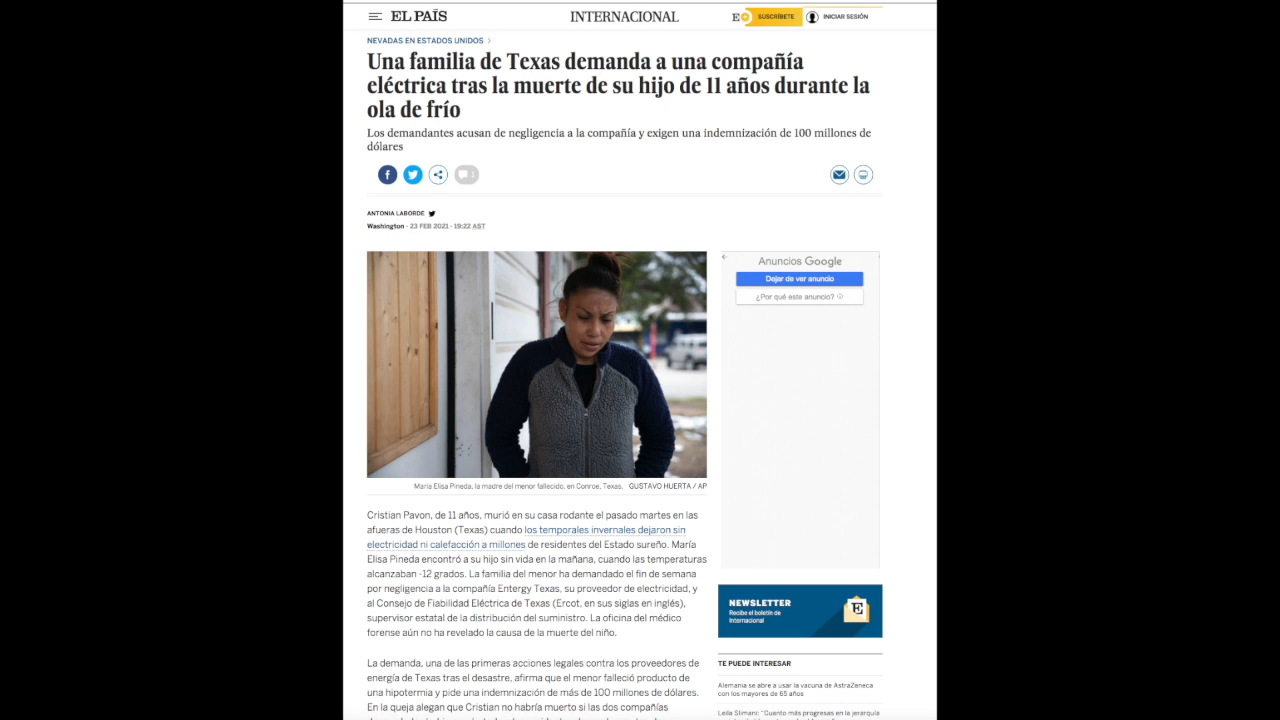 EL PAÍS
INTERNACIONAL
E
SUSCRÍBETE
INICIAR SESIÓN
NEVADAS EN ESTADOS UNIDOS
Una familia de Texas demanda a una compañía
eléctrica tras la muerte de su hijo de 11 años durante la
ola de frío
Los demandantes acusan de negligencia a la compañía y exigen una indemnización de 100 millones de
dólares
ANTONIA LABORDE
Washington - 23 FEB 2021 - 19:22 AST
Maria Elisa Pineda, la madre del menor fallecido, en Conroe, Texas. GUSTAVO HUERTA / AP
Cristian Pavon, de 11 años, murió en su casa rodante el pasado martes en las
afueras de Houston (Texas) cuando los temporales invernales dejaron sin
electricidad ni calefacción a millones de residentes del Estado sureño. María
Elisa Pineda encontró a su hijo sin vida en la mañana, cuando las temperaturas
alcanzaban -12 grados. La familia del menor ha demandado el fin de semana
por negligencia a la compañía Entergy Texas, su proveedor de electricidad, y
al Consejo de Fiabilidad Eléctrica de Texas (Ercot, en sus siglas en inglés),
supervisor estatal de la distribución del suministro. La oficina del médico
forense aún no ha revelado la causa de la muerte del niño.
La demanda, una de las primeras acciones legales contra los proveedores de
energía de Texas tras el desastre, afirma que el menor falleció producto de
una hipotermia y pide una indemnización de más de 100 millones de dólares.
En la queja alegan que Cristian no habría muerto si las dos compañías
Anuncios Google
Dejar de ver anuncio
¿Por qué este anuncio?
NEWSLETTER
Recibe el boletín de
Internacional
E
TE PUEDE INTERESAR
Alemania se abre a usar la vacuna de AstraZeneca
con los mayores de 65 años
Leila Slimani: "Cuanto más progresas en la jerarquía